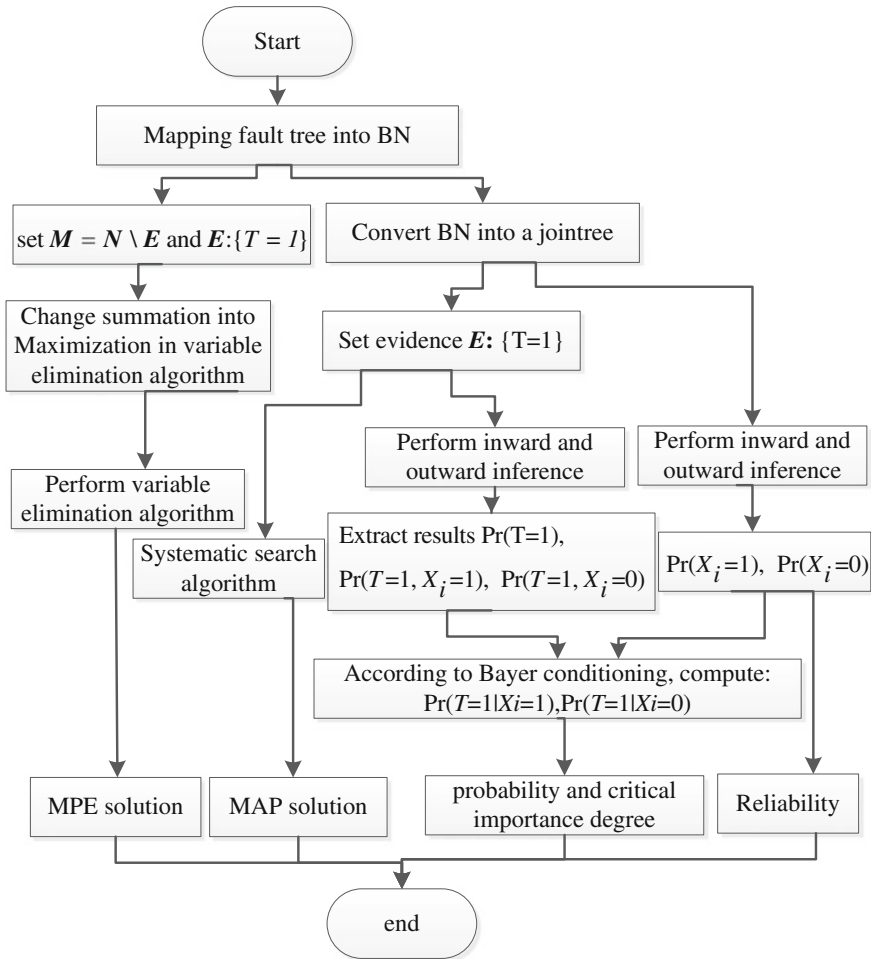 Start
Mapping fault tree into BN
set M = N \ E and E:{T = 1}
Convert BN into a jointree
Change summation into
Maximization in variable
elimination algorithm
Set evidence E: {T=1}
Perform inward and
outward inference
Perform inward and
outward inference
Perform variable
elimination algorithm
Systematic search
algorithm
Extract results Pr(T=1),
Pr(T=1, X_i=1), Pr(T=1, X_i=0)
Pr(X_i=1), Pr(X_i=0)
According to Bayer conditioning, compute:
Pr(T=1|Xi=1),Pr(T=1|Xi=0)
MPE solution
MAP solution
probability and critical
importance degree
Reliability
end